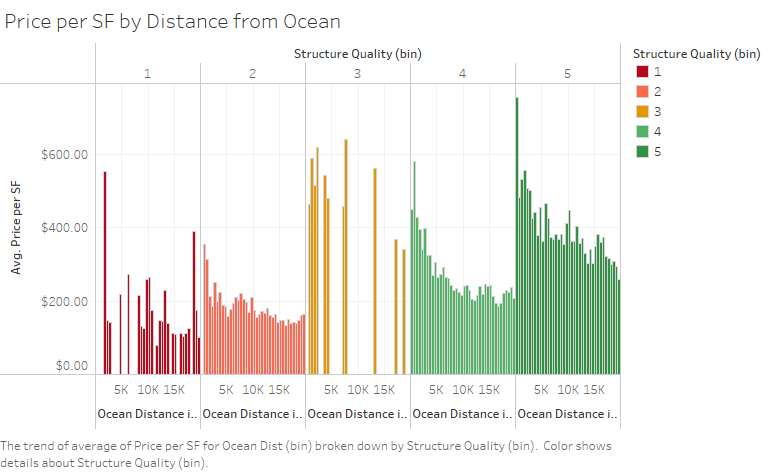 Price per SF by Distance from Ocean
Structure Quality (bin)
1 2 3 4 5
Structure Quality (bin)
1
2
3
4
5
Avg. Price per SF
$600.00
$400.00
$200.00
$0.00
5K 10K 15K 5K 10K 15K 5K 10K 15K 5K 10K 15K 5K 10K 15K
Ocean Distance i.. Ocean Distance i.. Ocean Distance i.. Ocean Distance i.. Ocean Distance i..
The trend of average of Price per SF for Ocean Dist (bin) broken down by Structure Quality (bin).  Color shows
details about Structure Quality (bin).